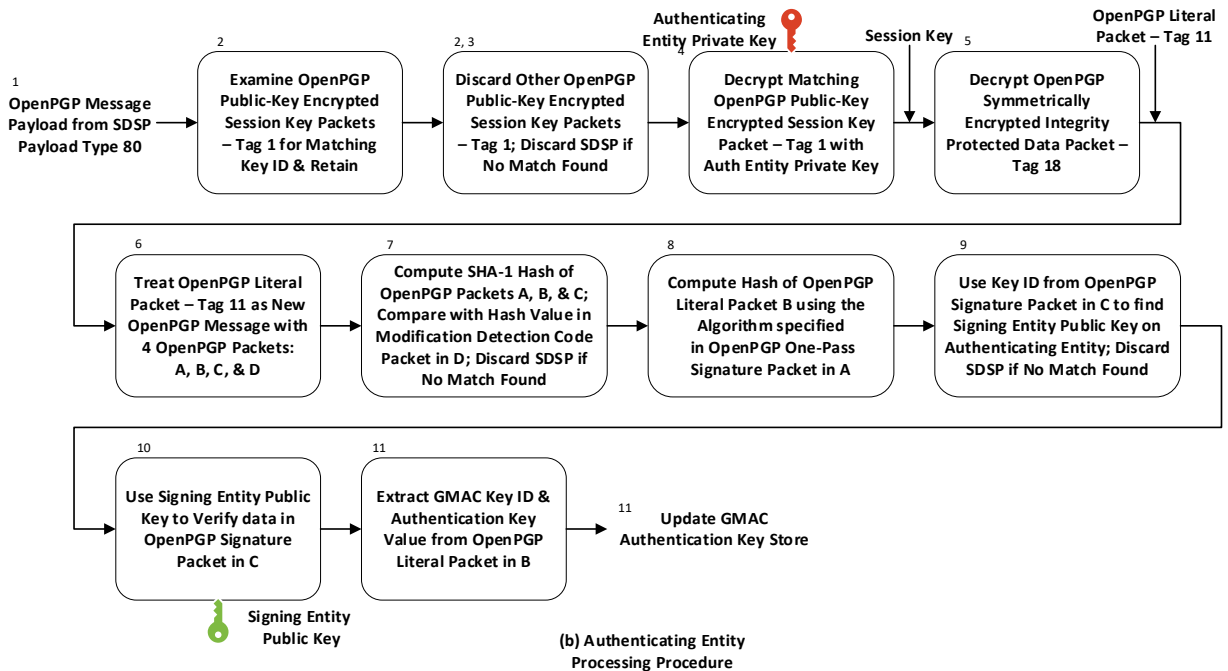 1
OpenPGP Message
Payload from SDSP
Payload Type 80
2
Examine OpenPGP
Public-Key Encrypted
Session Key Packets
– Tag 1 for Matching
Key ID & Retain
2, 3
Discard Other OpenPGP
Public-Key Encrypted
Session Key Packets
– Tag 1; Discard SDSP if
No Match Found
Authenticating
Entity Private Key
4
Decrypt Matching
OpenPGP Public-Key
Encrypted Session Key
Packet – Tag 1 with
Auth Entity Private Key
Session Key
5
Decrypt OpenPGP
Symmetrically
Encrypted Integrity
Protected Data Packet –
Tag 18
OpenPGP Literal
Packet – Tag 11
6
Treat OpenPGP Literal
Packet – Tag 11 as New
OpenPGP Message with
4 OpenPGP Packets:
A, B, C, & D
7
Compute SHA-1 Hash of
OpenPGP Packets A, B, & C;
Compare with Hash Value in
Modification Detection Code
Packet in D; Discard SDSP if
No Match Found
8
Compute Hash of OpenPGP
Literal Packet B using the
Algorithm specified
in OpenPGP One-Pass
Signature Packet in A
9
Use Key ID from OpenPGP
Signature Packet in C to find
Signing Entity Public Key on
Authenticating Entity; Discard
SDSP if No Match Found
10
Use Signing Entity Public
Key to Verify data in
OpenPGP Signature
Packet in C
Signing Entity
Public Key
11
Extract GMAC Key ID &
Authentication Key
Value from OpenPGP
Literal Packet in B
11
Update GMAC
Authentication Key Store
(b) Authenticating Entity
Processing Procedure